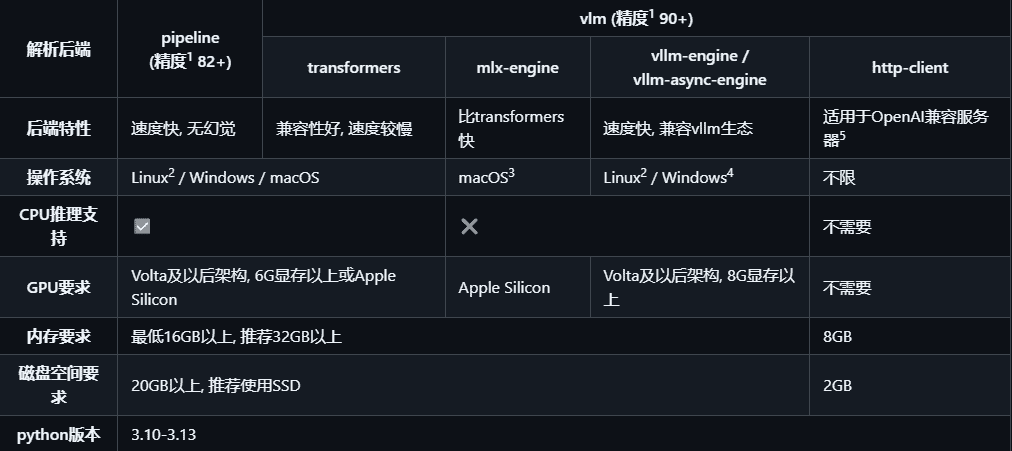 解析后端
pipeline
(精度1 82+)
vlm (精度1 90+)
transformers
mlx-engine
vllm-engine /
vllm-async-engine
http-client
后端特性
速度快, 无幻觉
兼容性好, 速度较慢
比transformers
快
速度快, 兼容vllm生态
适用于OpenAI兼容服务
器5
操作系统
Linux2 / Windows / macOS
macOS3
Linux2 / Windows4
不限
CPU推理支
持
不需要
GPU要求
Volta及以后架构, 6G显存以上或Apple
Silicon
Apple Silicon
Volta及以后架构, 8G显存以
上
不需要
内存要求
最低16GB以上, 推荐32GB以上
8GB
磁盘空间要
求
20GB以上, 推荐使用SSD
2GB
python版本
3.10-3.13